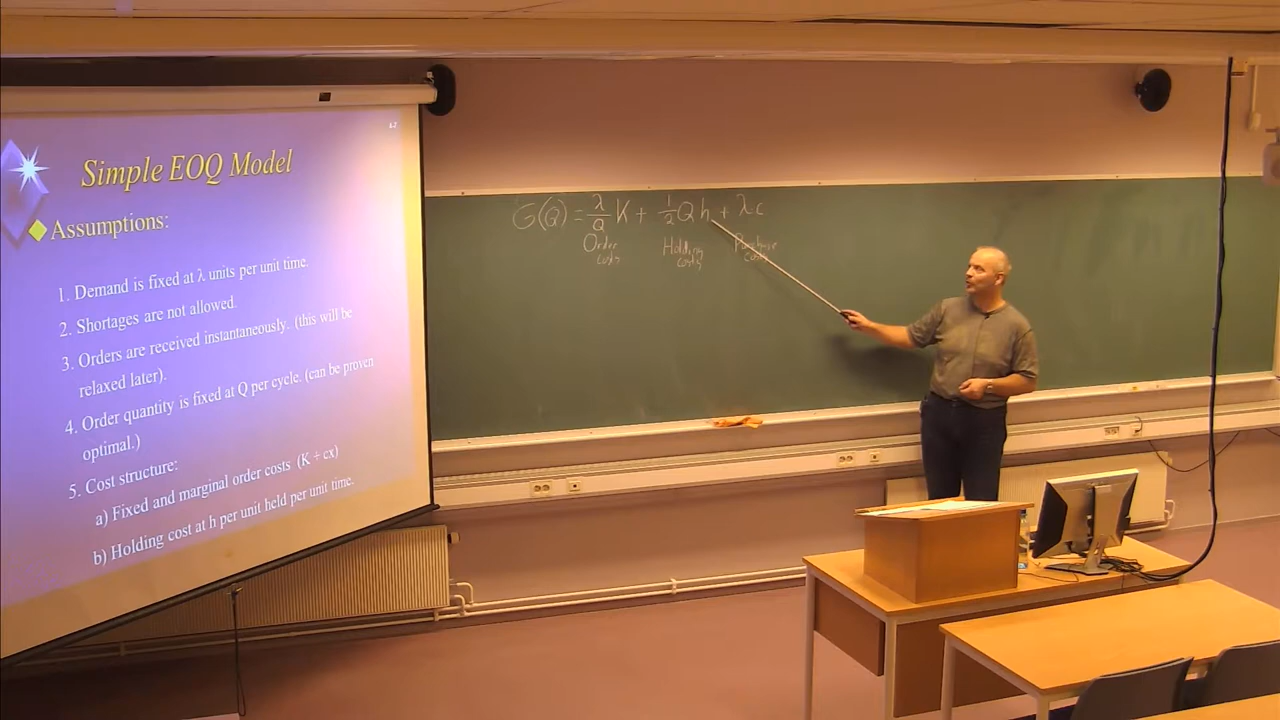 Simple EOQ Model
Assumptions:
1. Demand is fixed at λ units per unit time.
2. Shortages are not allowed.
3. Orders are received instantaneously. (this will be
relaxed later).
4. Order quantity is fixed at Q per cycle. (can be proven
optimal.)
5. Cost structure:
a) Fixed and marginal order costs (K + cx)
b) Holding cost at h per unit held per unit time.
G(Q) = λ/Q K + 1/2 Q h + λ c
Order Holding Purchase
costs costs costs